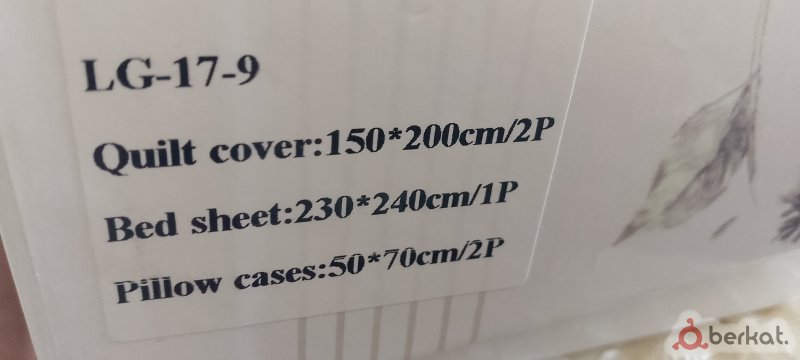 LG-17-9
Quilt cover:150*200cm/2P
Bed sheet:230*240cm/1P
Pillow cases:50*70cm/2P
berkat.